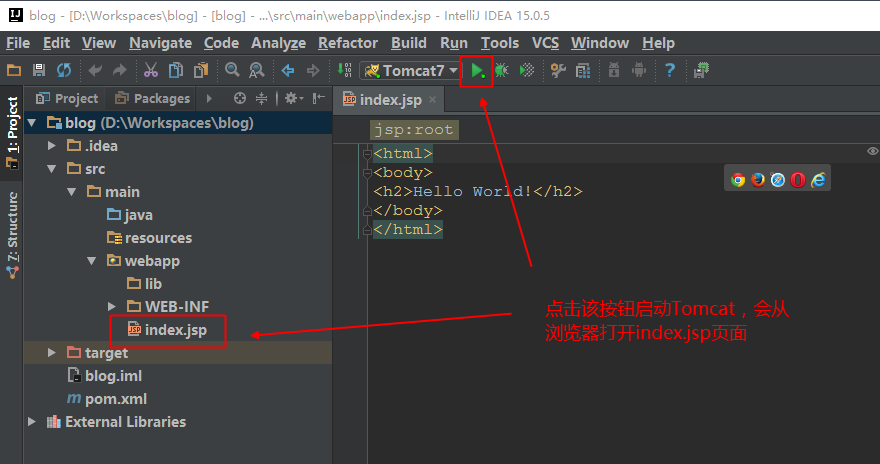 blog - [D:\Workspaces\blog] - [blog] - ...\src\main\webapp\index.jsp - IntelliJ IDEA 15.0.5
File Edit View Navigate Code Analyze Refactor Build Run Tools VCS Window Help
Tomcat7
1: Project
7: Structure
Project Packages
index.jsp
blog (D:\Workspaces\blog)
.idea
src
main
java
resources
webapp
lib
WEB-INF
index.jsp
target
blog.iml
pom.xml
External Libraries
jsp:root
<html>
<body>
<h2>Hello World!</h2>
</body>
</html>
点击该按钮启动Tomcat，会从
浏览器打开index.jsp页面